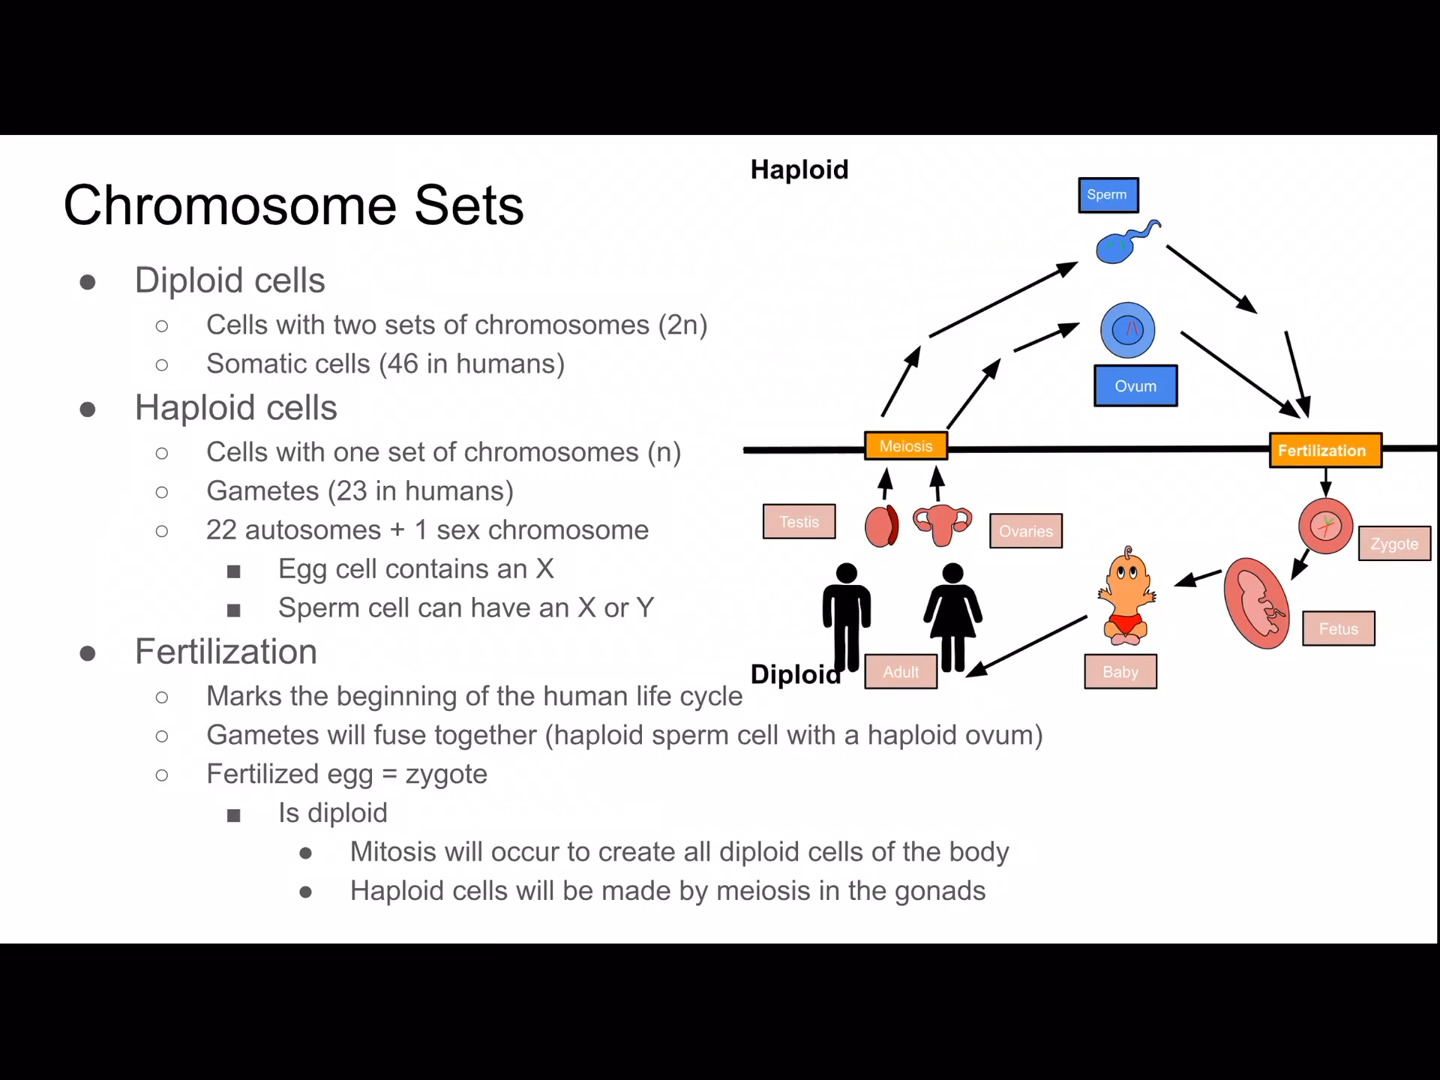 Chromosome Sets
● Diploid cells
○ Cells with two sets of chromosomes (2n)
○ Somatic cells (46 in humans)
● Haploid cells
○ Cells with one set of chromosomes (n)
○ Gametes (23 in humans)
○ 22 autosomes + 1 sex chromosome
■ Egg cell contains an X
■ Sperm cell can have an X or Y
● Fertilization
○ Marks the beginning of the human life cycle
○ Gametes will fuse together (haploid sperm cell with a haploid ovum)
○ Fertilized egg = zygote
■ Is diploid
● Mitosis will occur to create all diploid cells of the body
● Haploid cells will be made by meiosis in the gonads
Haploid
Sperm
Ovum
Meiosis
Fertilization
Testis
Ovaries
Zygote
Fetus
Baby
Adult
Diploid